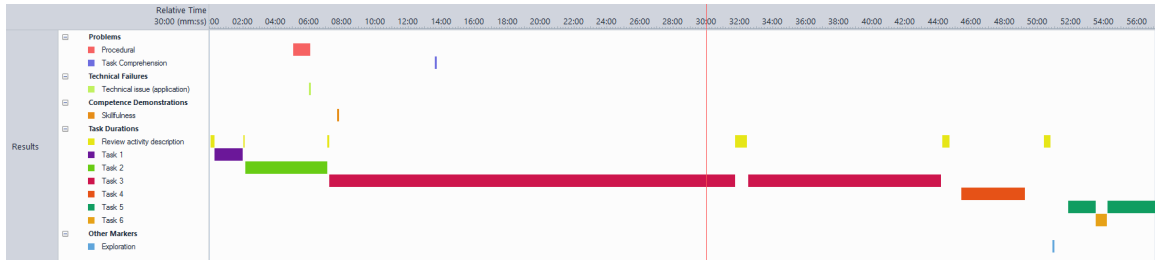 Relative Time
30:00 (mm:ss) 00 02:00 04:00 06:00 08:00 10:00 12:00 14:00 16:00 18:00 20:00 22:00 24:00 26:00 28:00 30:00 32:00 34:00 36:00 38:00 40:00 42:00 44:00 46:00 48:00 50:00 52:00 54:00 56:00
Problems
Procedural
Task Comprehension
Technical Failures
Technical issue (application)
Competence Demonstrations
Skillfulness
Task Durations
Review activity description
Results
Task 1
Task 2
Task 3
Task 4
Task 5
Task 6
Other Markers
Exploration